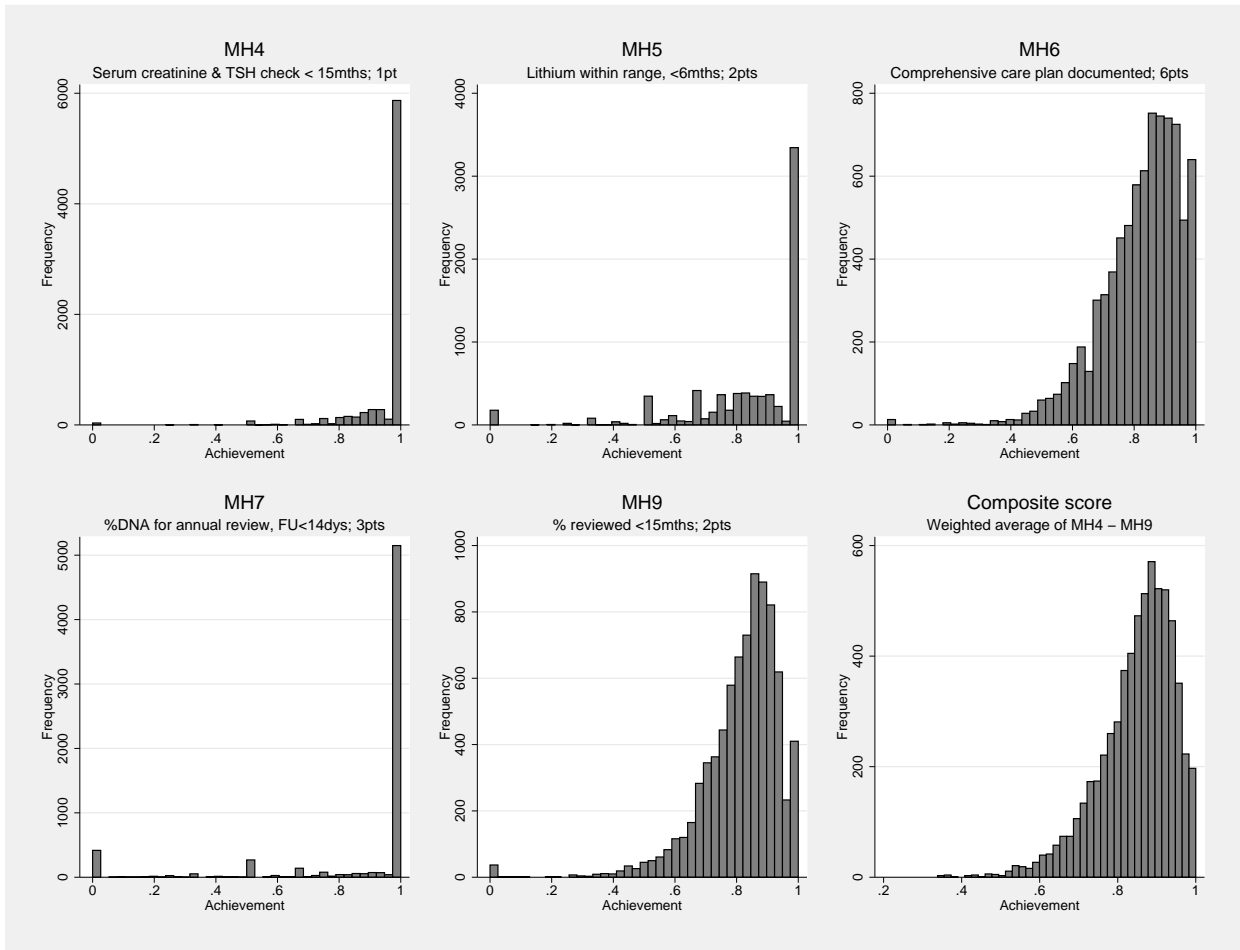 MH4
Serum creatinine & TSH check < 15mths; 1pt
Frequency
0 2000 4000 6000
0 .2 .4 .6 .8 1
Achievement
MH5
Lithium within range, <6mths; 2pts
Frequency
0 1000 2000 3000 4000
0 .2 .4 .6 .8 1
Achievement
MH6
Comprehensive care plan documented; 6pts
Frequency
0 200 400 600 800
0 .2 .4 .6 .8 1
Achievement
MH7
%DNA for annual review, FU<14dys; 3pts
Frequency
0 1000 2000 3000 4000 5000
0 .2 .4 .6 .8 1
Achievement
MH9
% reviewed <15mths; 2pts
Frequency
0 200 400 600 800 1000
0 .2 .4 .6 .8 1
Achievement
Composite score
Weighted average of MH4 − MH9
Frequency
0 200 400 600
.2 .4 .6 .8 1
Achievement